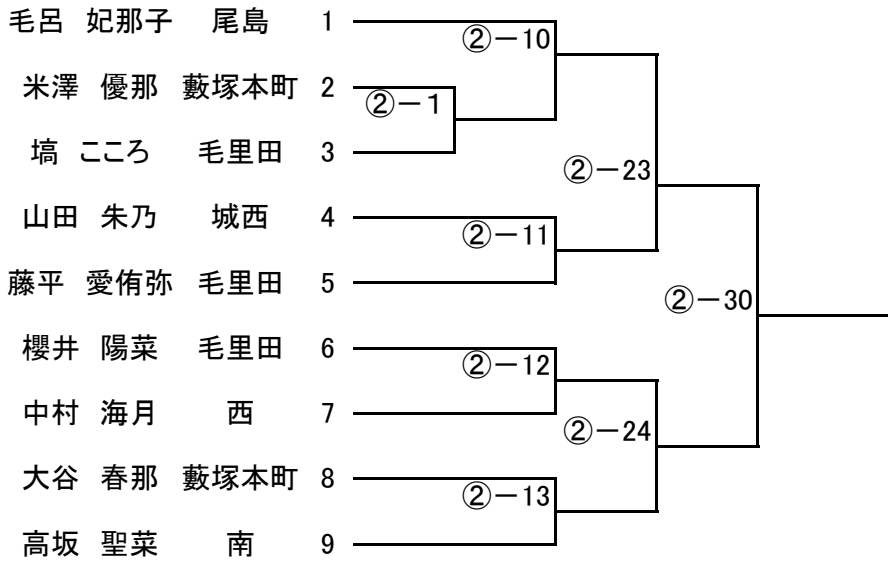 毛呂 妃那子 尾島 1
②－10
米澤 優那 藪塚本町 2
②－1
塙 こころ 毛里田 3
②－23
山田 朱乃 城西 4
②－11
藤平 愛侑弥 毛里田 5
②－30
櫻井 陽菜 毛里田 6
②－12
中村 海月 西 7
②－24
大谷 春那 藪塚本町 8
②－13
高坂 聖菜 南 9